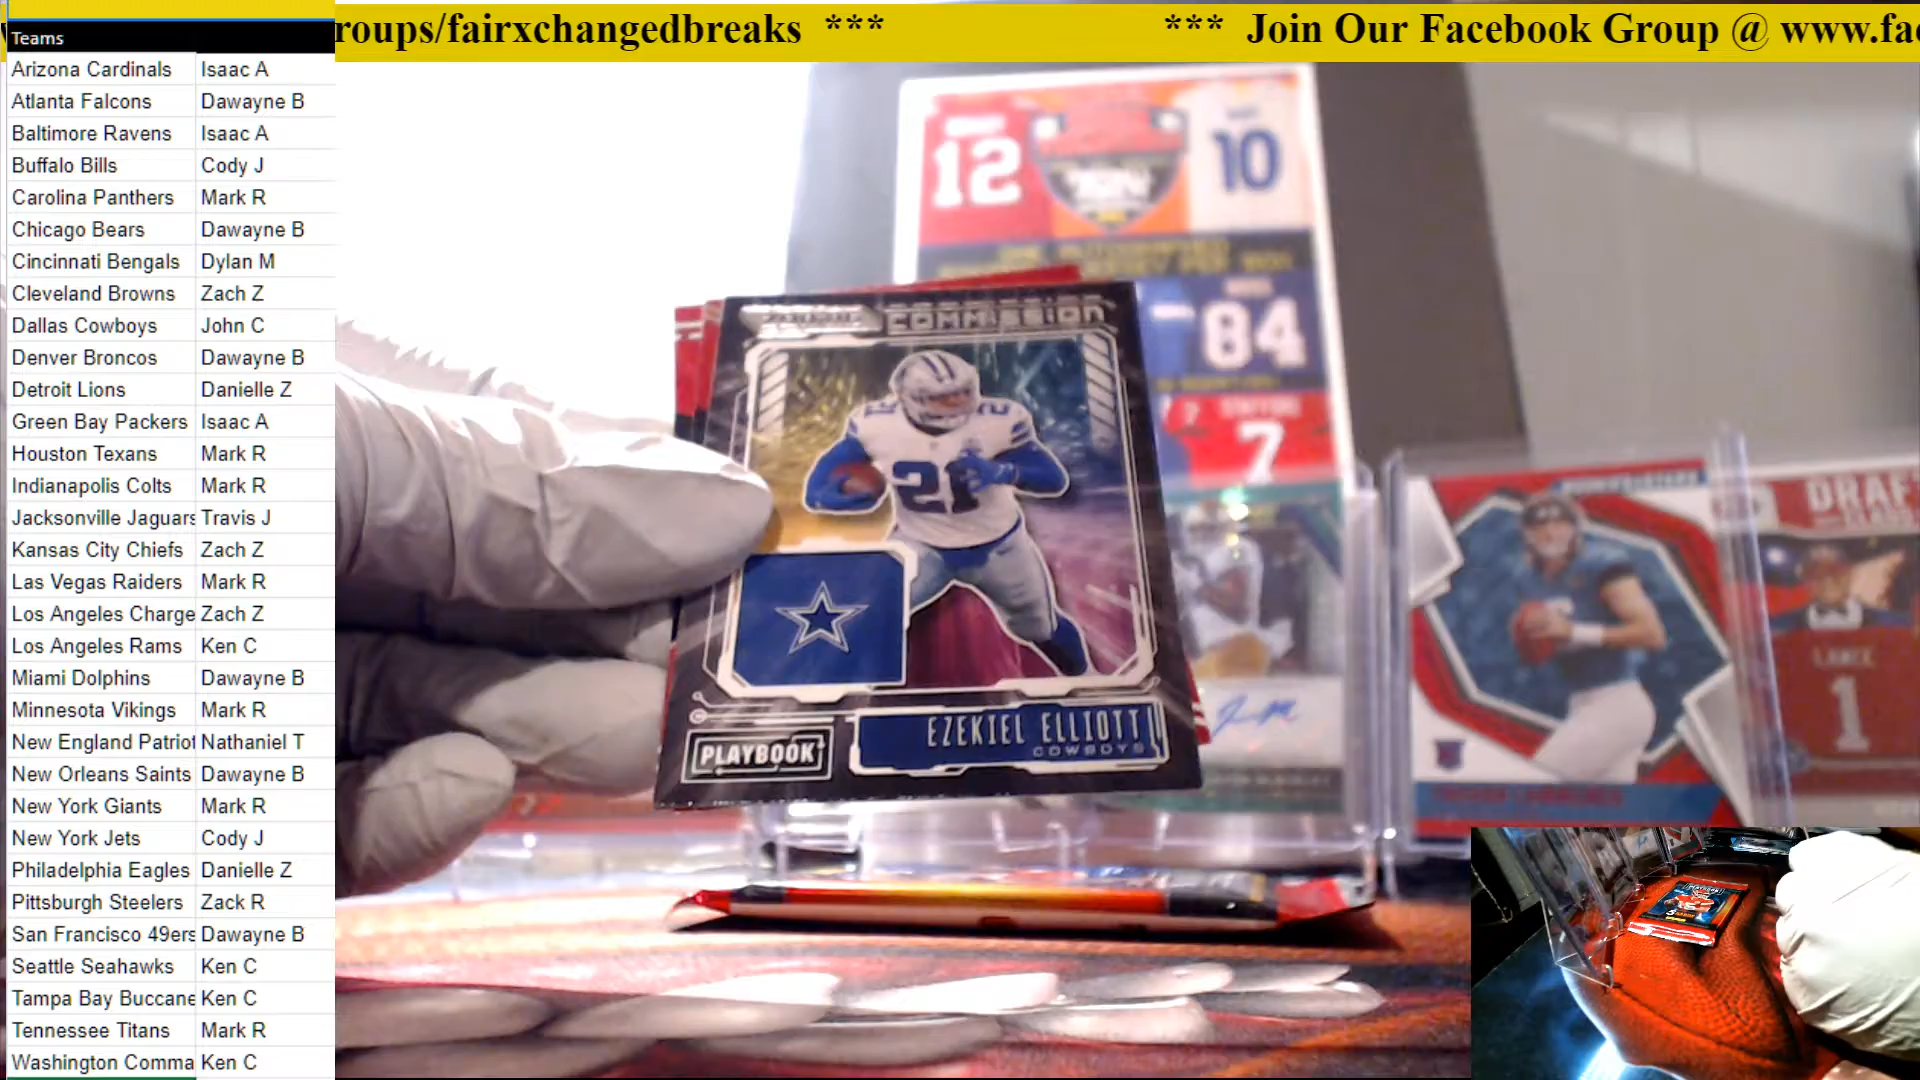 roups/fairxchangedbreaks *** *** Join Our Facebook Group @ www.fac
Teams
Arizona Cardinals Isaac A
Atlanta Falcons Dawayne B
Baltimore Ravens Isaac A
Buffalo Bills Cody J
Carolina Panthers Mark R
Chicago Bears Dawayne B
Cincinnati Bengals Dylan M
Cleveland Browns Zach Z
Dallas Cowboys John C
Denver Broncos Dawayne B
Detroit Lions Danielle Z
Green Bay Packers Isaac A
Houston Texans Mark R
Indianapolis Colts Mark R
Jacksonville Jaguars Travis J
Kansas City Chiefs Zach Z
Las Vegas Raiders Mark R
Los Angeles Charge Zach Z
Los Angeles Rams Ken C
Miami Dolphins Dawayne B
Minnesota Vikings Mark R
New England Patriot Nathaniel T
New Orleans Saints Dawayne B
New York Giants Mark R
New York Jets Cody J
Philadelphia Eagles Danielle Z
Pittsburgh Steelers Zack R
San Francisco 49ers Dawayne B
Seattle Seahawks Ken C
Tampa Bay Buccane Ken C
Tennessee Titans Mark R
Washington Comma Ken C
12
10
84
7
COMMISSION
21
EZEKIEL ELLIOTT
COWBOYS
PLAYBOOK
DRAF
LANCE
1